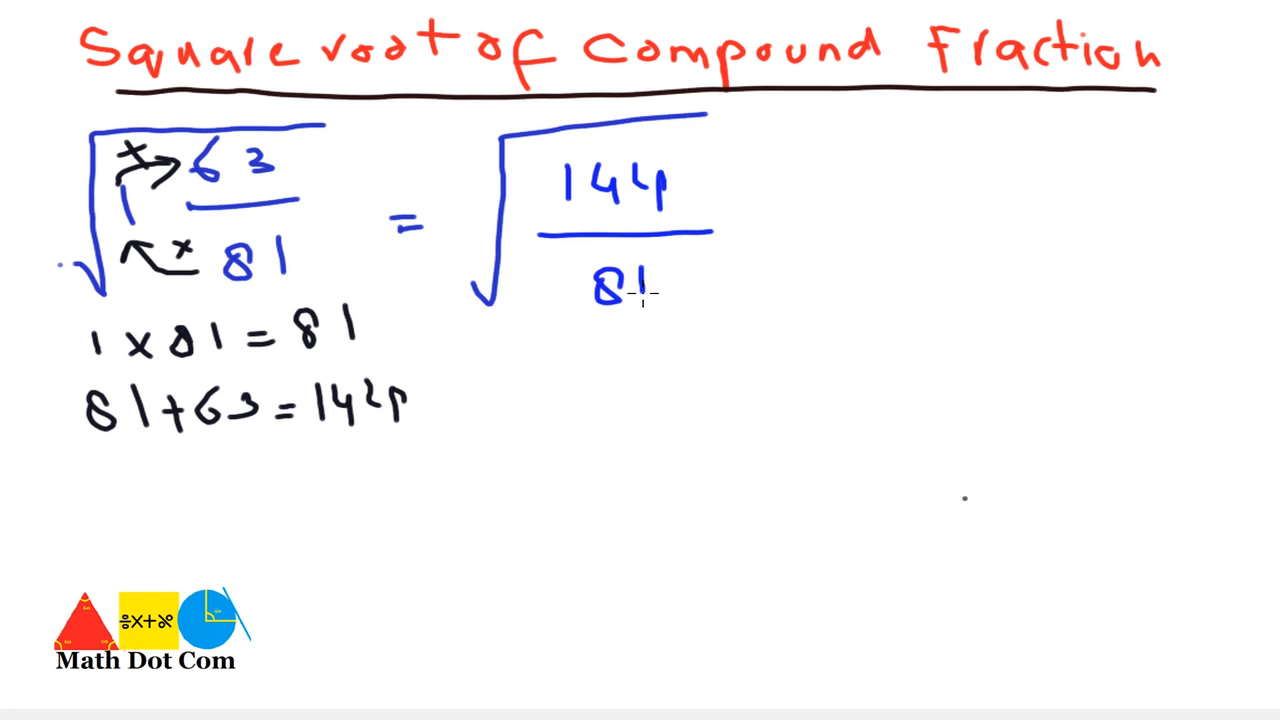 Square root of Compound Fraction
√1 63/81 = √144/81
1 x 81 = 81
81+63=144
÷x+%
Math Dot Com